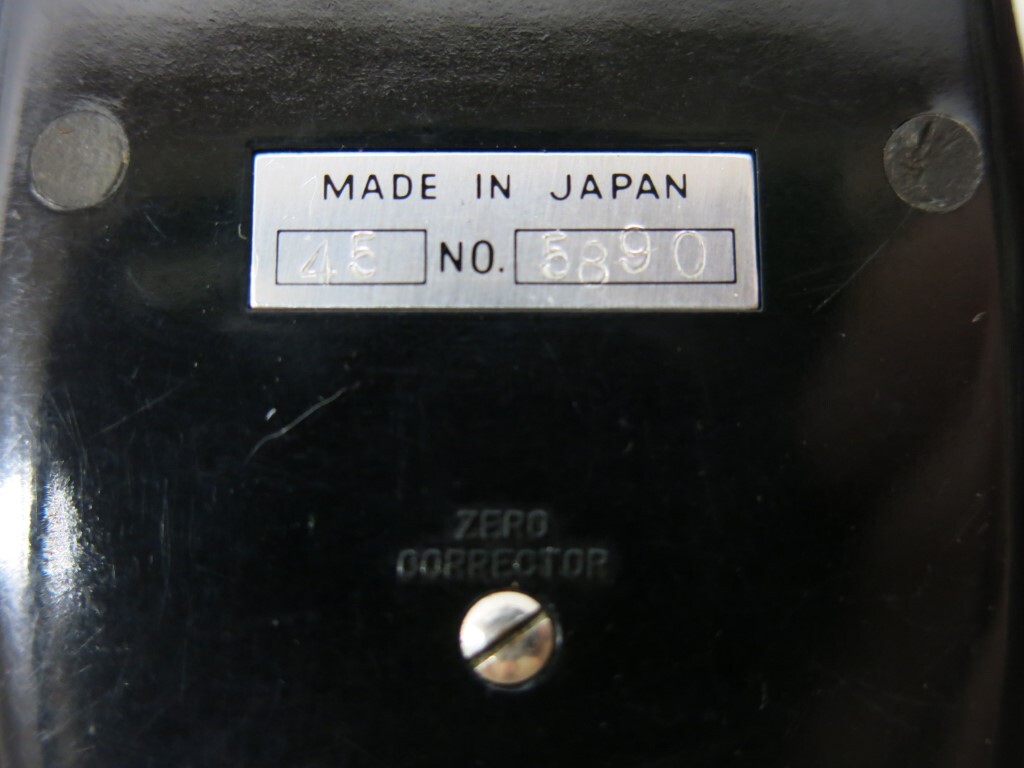 MADE IN JAPAN
45 NO. 5890
ZERO
CORRECTOR